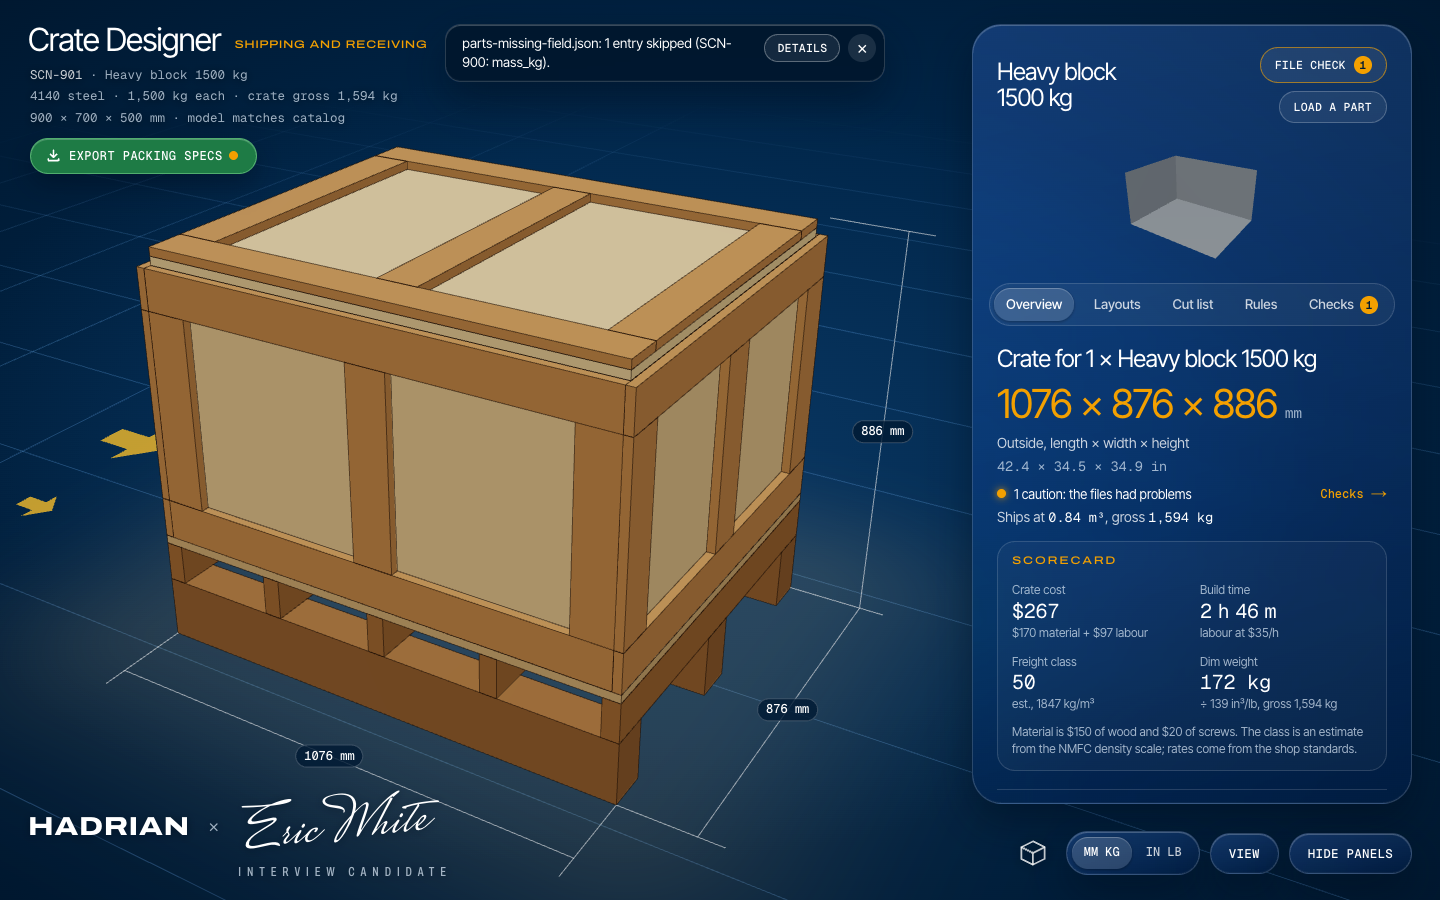 Crate Designer SHIPPING AND RECEIVING
SCN-901 · Heavy block 1500 kg
4140 steel · 1,500 kg each · crate gross 1,594 kg
900 × 700 × 500 mm · model matches catalog
EXPORT PACKING SPECS
parts-missing-field.json: 1 entry skipped (SCN-
900: mass_kg).
DETAILS ×
886 mm
876 mm
1076 mm
HADRIAN × Eric White
INTERVIEW CANDIDATE
Heavy block
1500 kg
FILE CHECK 1
LOAD A PART
Overview Layouts Cut list Rules Checks 1
Crate for 1 × Heavy block 1500 kg
1076 × 876 × 886 mm
Outside, length × width × height
42.4 × 34.5 × 34.9 in
1 caution: the files had problems Checks →
Ships at 0.84 m³, gross 1,594 kg
SCORECARD
Crate cost Build time
$267 2 h 46 m
$170 material + $97 labour labour at $35/h
Freight class Dim weight
50 172 kg
est., 1847 kg/m³ ÷ 139 in³/lb, gross 1,594 kg
Material is $150 of wood and $20 of screws. The class is an estimate
from the NMFC density scale; rates come from the shop standards.
MM KG IN LB VIEW HIDE PANELS